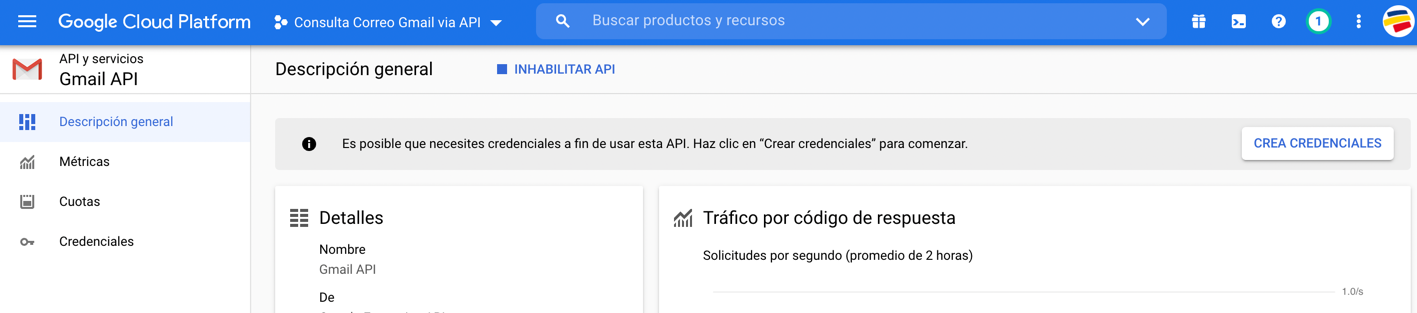 Google Cloud Platform
Consulta Correo Gmail via API
Buscar productos y recursos
1
API y servicios
Gmail API
Descripción general
INHABILITAR API
Descripción general
Métricas
Cuotas
Credenciales
Es posible que necesites credenciales a fin de usar esta API. Haz clic en “Crear credenciales” para comenzar.
CREA CREDENCIALES
Detalles
Nombre
Gmail API
De
Tráfico por código de respuesta
Solicitudes por segundo (promedio de 2 horas)
1.0/s